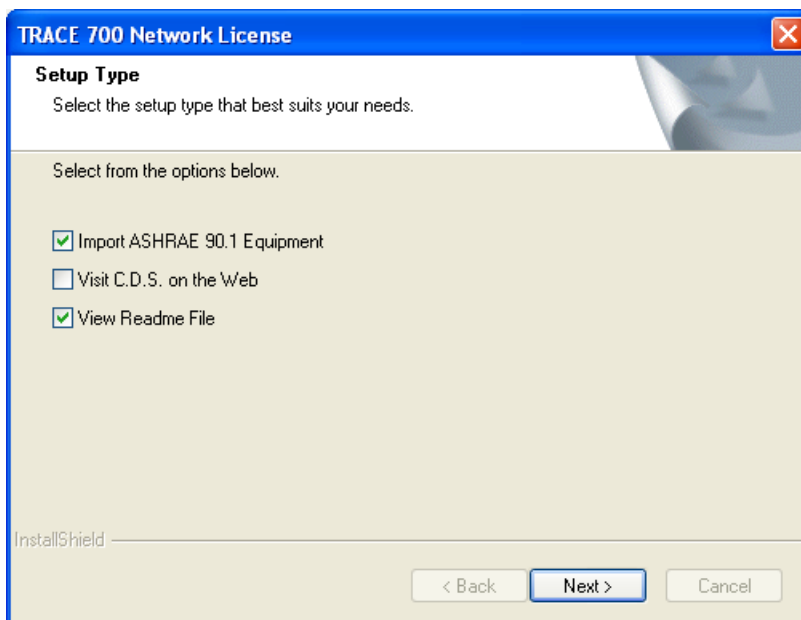 TRACE 700 Network License
Setup Type
Select the setup type that best suits your needs.
Select from the options below.
Import ASHRAE 90.1 Equipment
Visit C.D.S. on the Web
View Readme File
InstallShield
< Back Next > Cancel